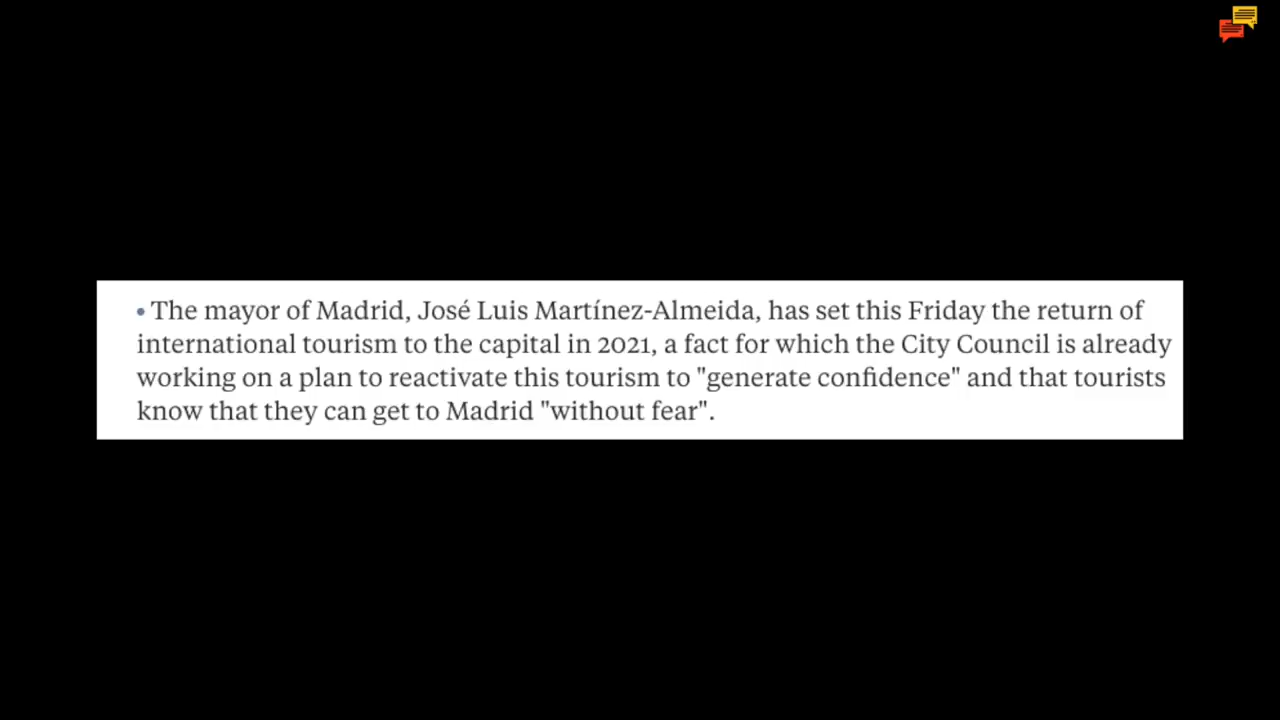 • The mayor of Madrid, José Luis Martínez-Almeida, has set this Friday the return of
international tourism to the capital in 2021, a fact for which the City Council is already
working on a plan to reactivate this tourism to "generate confidence" and that tourists
know that they can get to Madrid "without fear".